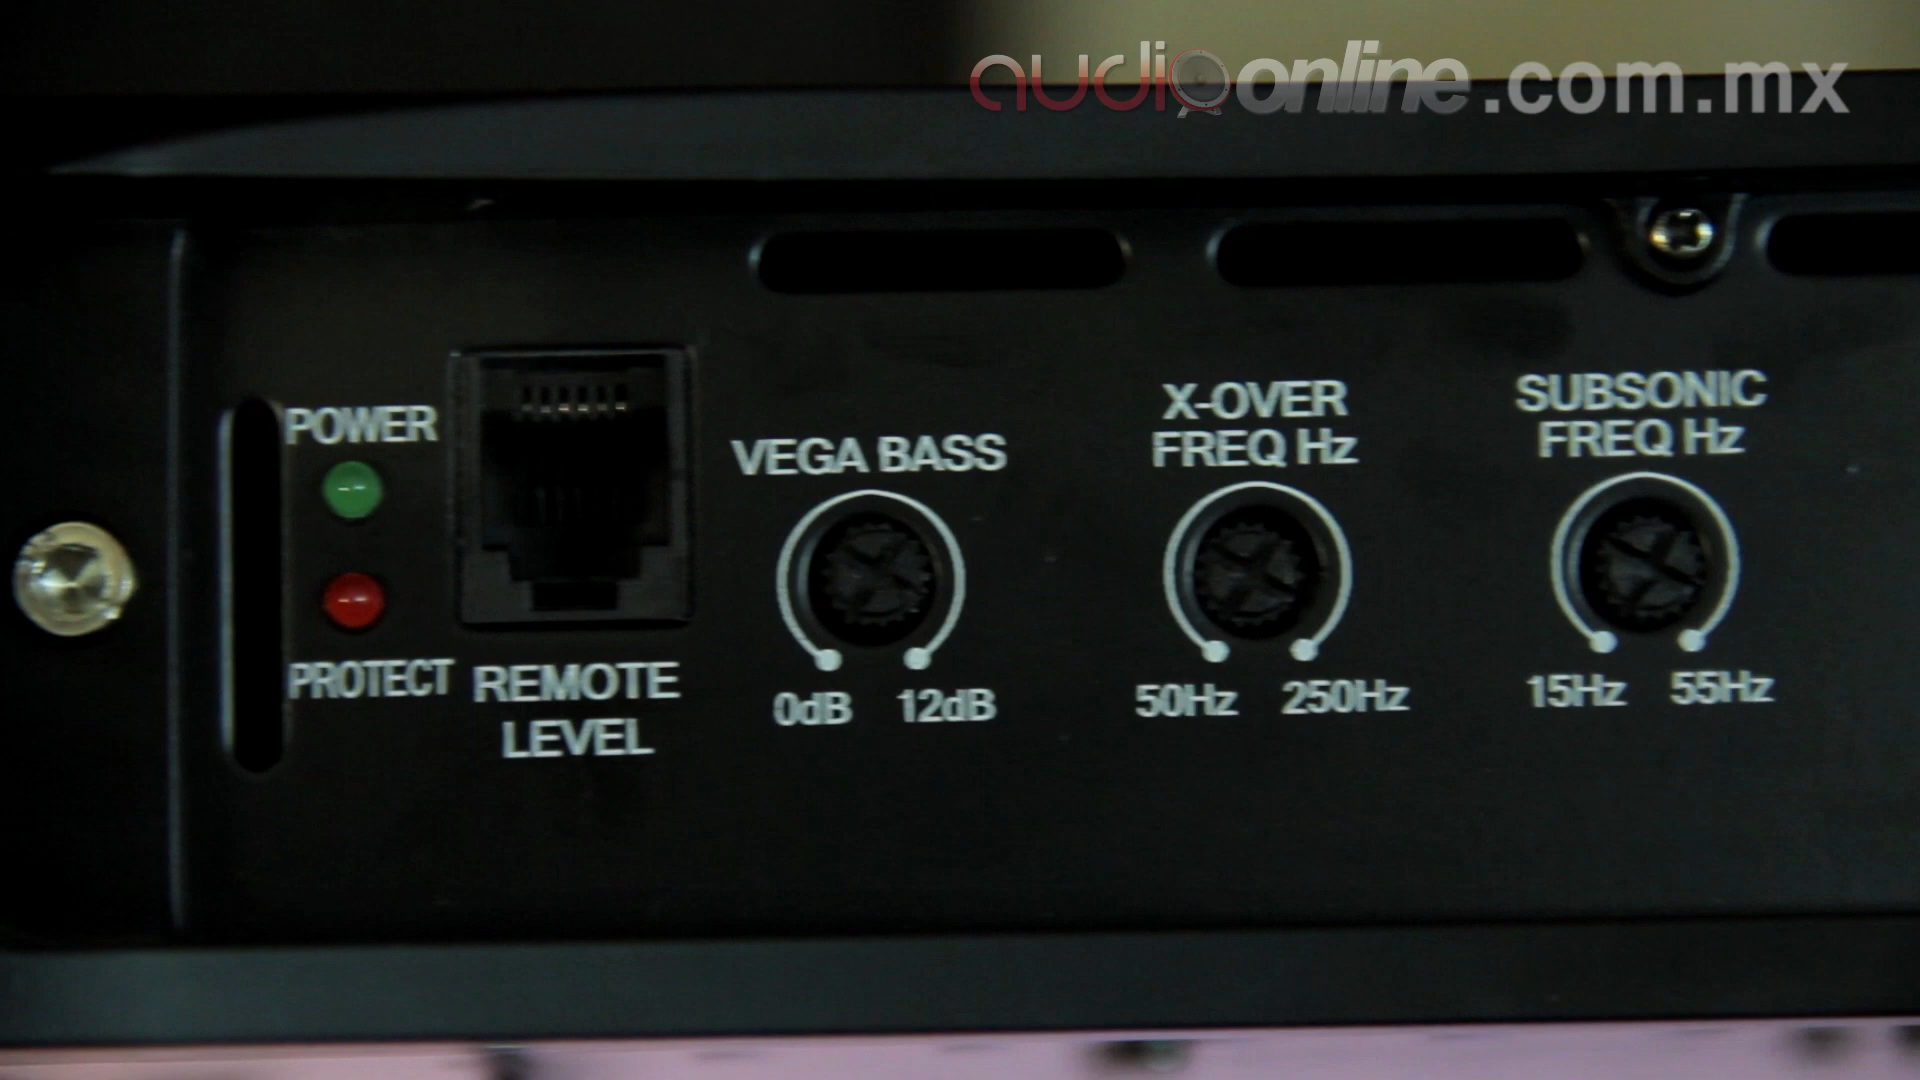 audioonline.com.mx
POWER
PROTECT
REMOTE
LEVEL
VEGA BASS
0dB 12dB
X-OVER
FREQ Hz
50Hz 250Hz
SUBSONIC
FREQ Hz
15Hz 55Hz